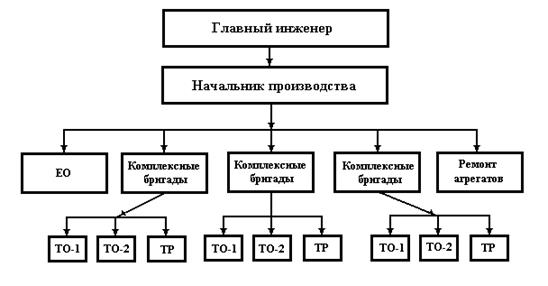 Главный инженер
Начальник производства
ЕО
Комплексные
бригады
Комплексные
бригады
Комплексные
бригады
Ремонт
агрегатов
ТО-1
ТО-2
ТР
ТО-1
ТО-2
ТР
ТО-1
ТО-2
ТР